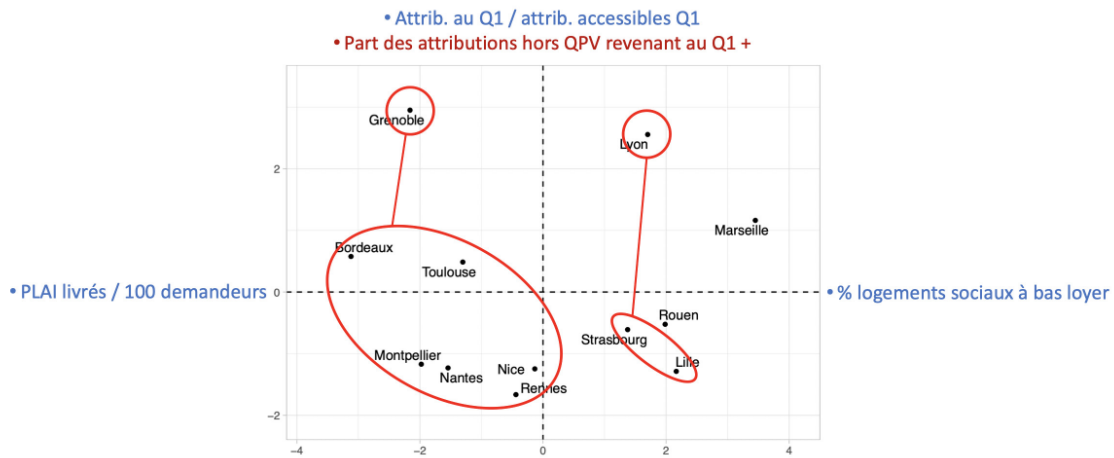 • Attrib. au Q1 / attrib. accessibles Q1
• Part des attributions hors QPV revenant au Q1 +
Grenoble
Lyon
2
Marseille
Bordeaux
Toulouse
• PLAI livrés / 100 demandeurs
0
• % logements sociaux à bas loyer
Rouen
Strasbourg
Montpellier
Lille
Nice
Nantes
Rennes
−2
−4
−2
0
2
4